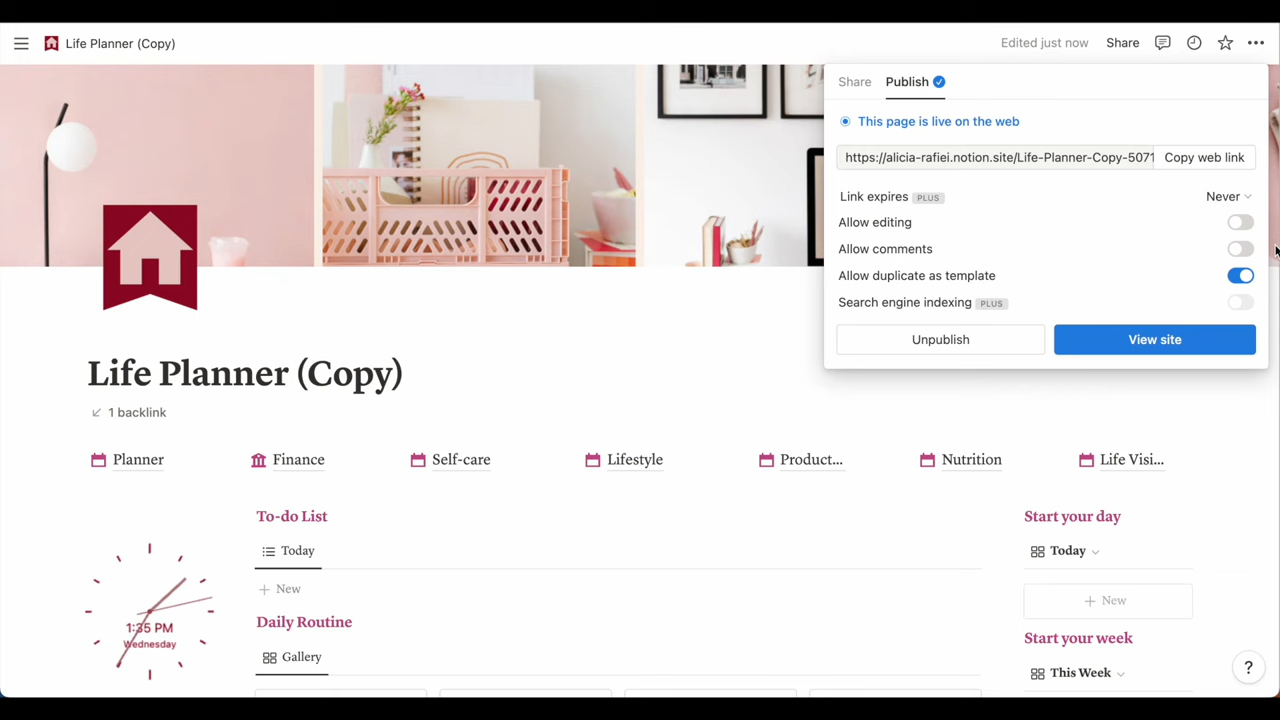 Life Planner (Copy)
Edited just now
Share
Share
Publish
This page is live on the web
https://alicia-rafiei.notion.site/Life-Planner-Copy-5071
Copy web link
Link expires PLUS
Never
Allow editing
Allow comments
Allow duplicate as template
Search engine indexing PLUS
Unpublish
View site
Life Planner (Copy)
1 backlink
Planner
Finance
Self-care
Lifestyle
Product...
Nutrition
Life Visi...
1:35 PM
Wednesday
To-do List
Today
New
Daily Routine
Gallery
Start your day
Today
New
Start your week
This Week
?